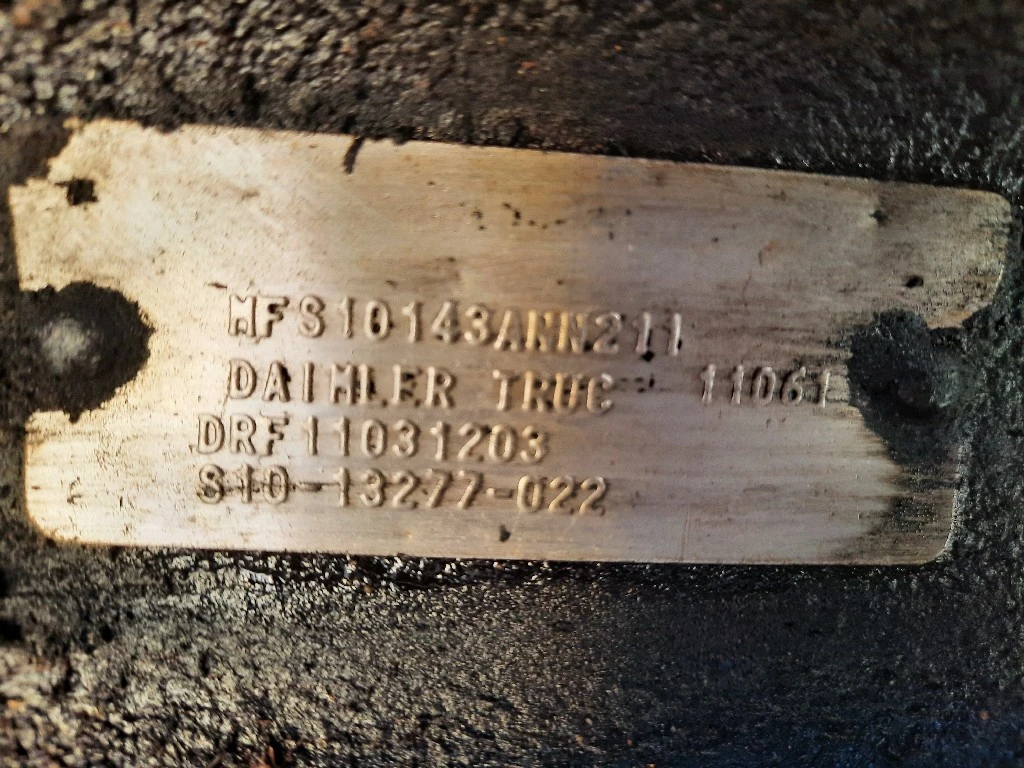 MFS10143ANN211
DAIMLER TRUC 11061
DRF11031203
S10-13277-022